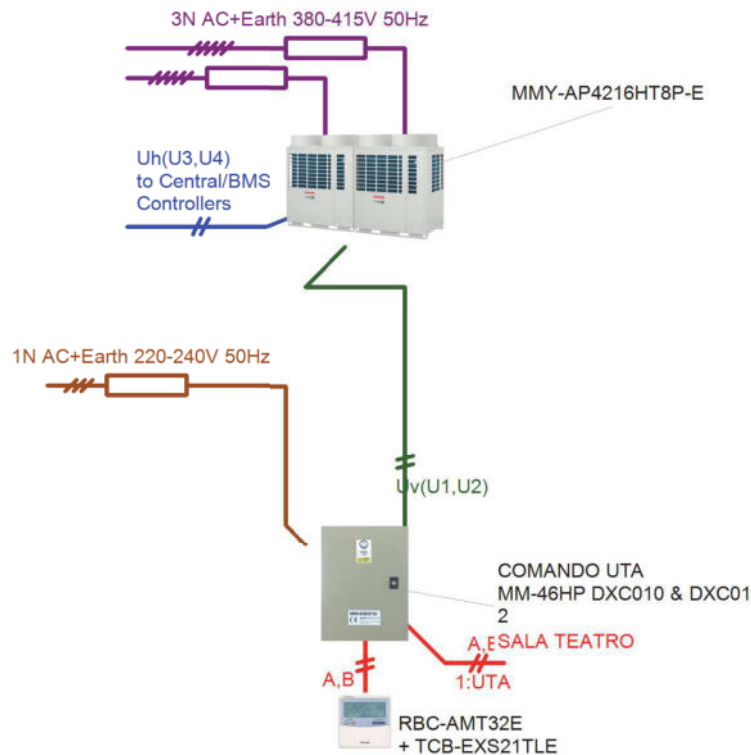 3N AC+Earth 380-415V 50Hz
MMY-AP4216HT8P-E
Uh(U3,U4)
to Central/BMS
Controllers
1N AC+Earth 220-240V 50Hz
Uv(U1,U2)
COMANDO UTA
MM-46HP DXC010 & DXC01
2
SALA TEATRO
1:UTA
A,B
RBC-AMT32E
+ TCB-EXS21TLE